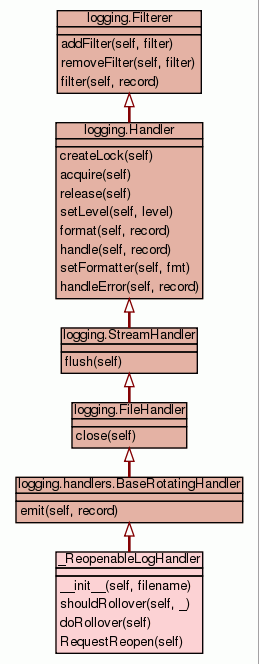 logging.Filterer
addFilter(self, filter)
removeFilter(self, filter)
filter(self, record)
logging.Handler
createLock(self)
acquire(self)
release(self)
setLevel(self, level)
format(self, record)
handle(self, record)
setFormatter(self, fmt)
handleError(self, record)
logging.StreamHandler
flush(self)
logging.FileHandler
close(self)
logging.handlers.BaseRotatingHandler
emit(self, record)
_ReopenableLogHandler
__init__(self, filename)
shouldRollover(self, _)
doRollover(self)
RequestReopen(self)